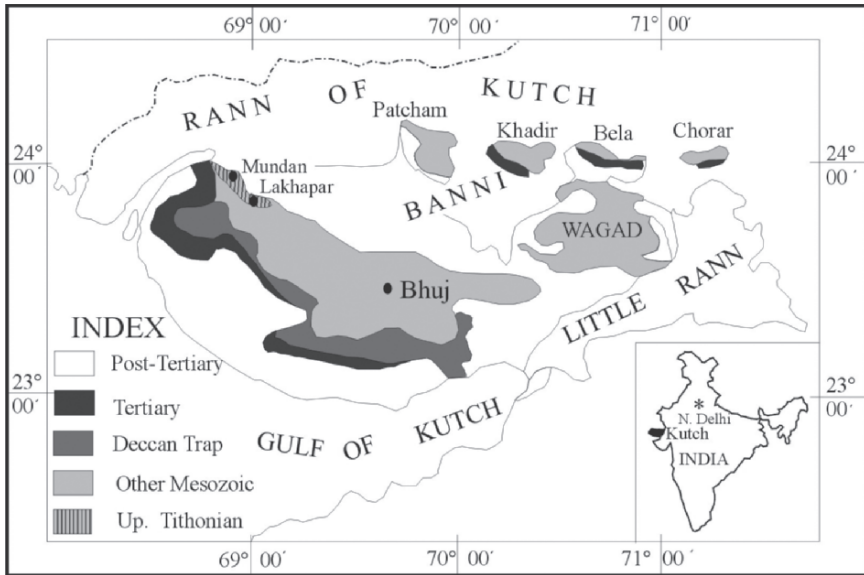 69° 00´ 70° 00´ 71° 00´
RANN OF KUTCH
Patcham
Khadir
Bela
Chorar
24° 00´
24° 00´
Mundan
Lakhapar
BANNI
WAGAD
Bhuj
LITTLE RANN
INDEX
Post-Tertiary
Tertiary
Deccan Trap
Other Mesozoic
Up. Tithonian
23° 00´
23° 00´
GULF OF KUTCH
*
N. Delhi
Kutch
INDIA
69° 00´ 70° 00´ 71° 00´